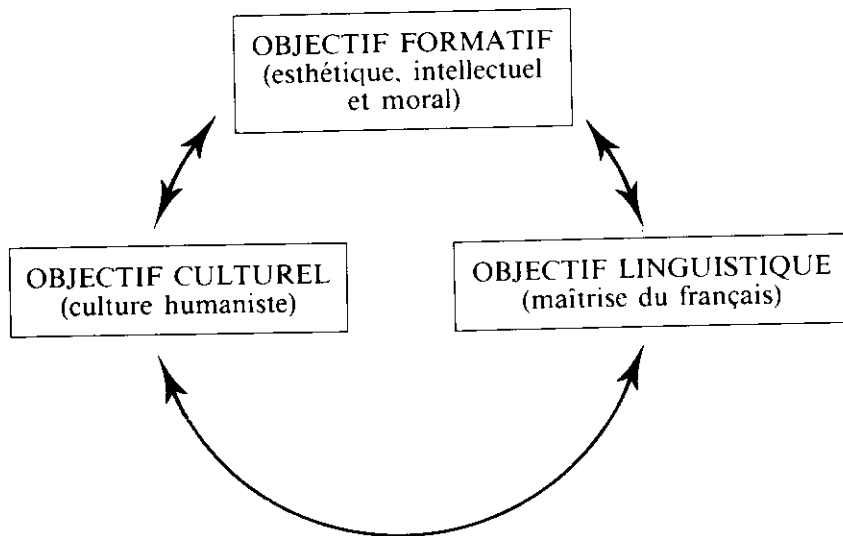 OBJECTIF FORMATIF
(esthétique, intellectuel
et moral)
OBJECTIF CULTUREL
(culture humaniste)
OBJECTIF LINGUISTIQUE
(maîtrise du français)